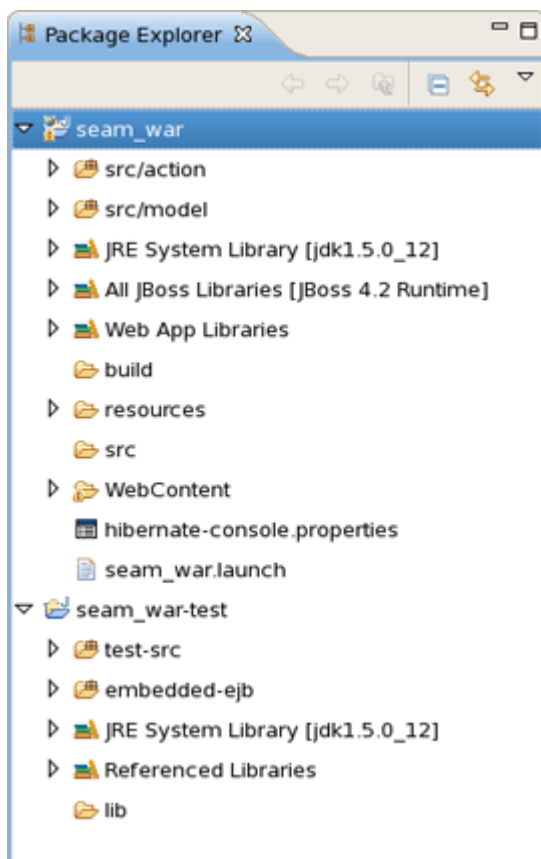 Package Explorer
seam_war
src/action
src/model
JRE System Library [jdk1.5.0_12]
All JBoss Libraries [JBoss 4.2 Runtime]
Web App Libraries
build
resources
src
WebContent
hibernate-console.properties
seam_war.launch
seam_war-test
test-src
embedded-ejb
JRE System Library [jdk1.5.0_12]
Referenced Libraries
lib